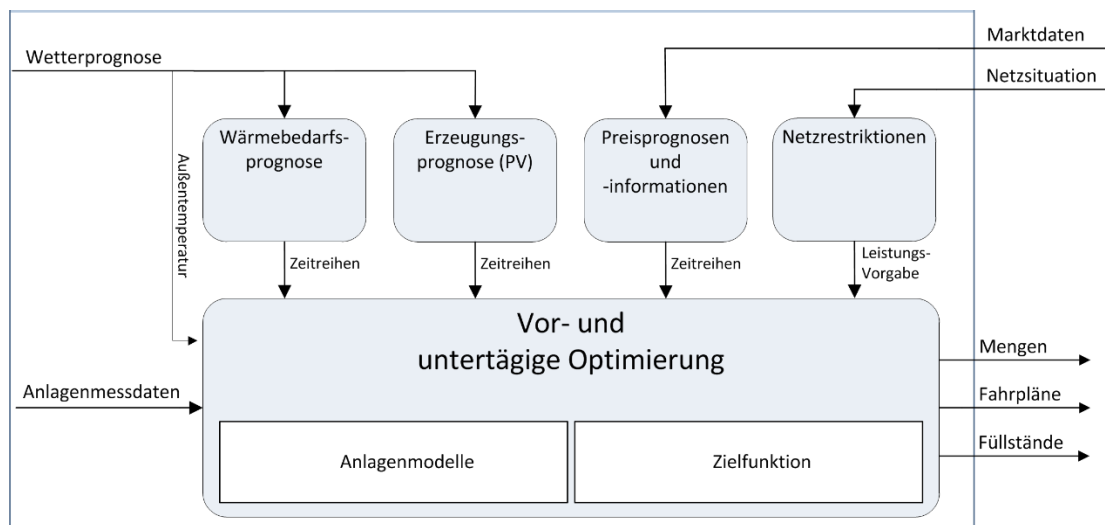 Marktdaten
Wetterprognose
Netzsituation
Wärmebedarfs-
prognose
Erzeugungs-
prognose (PV)
Preisprognosen
und
-informationen
Netzrestriktionen
Außentemperatur
Zeitreihen
Zeitreihen
Zeitreihen
Leistungs-
Vorgabe
Vor- und
untertägige Optimierung
Anlagenmessdaten
Mengen
Fahrpläne
Füllstände
Anlagenmodelle
Zielfunktion